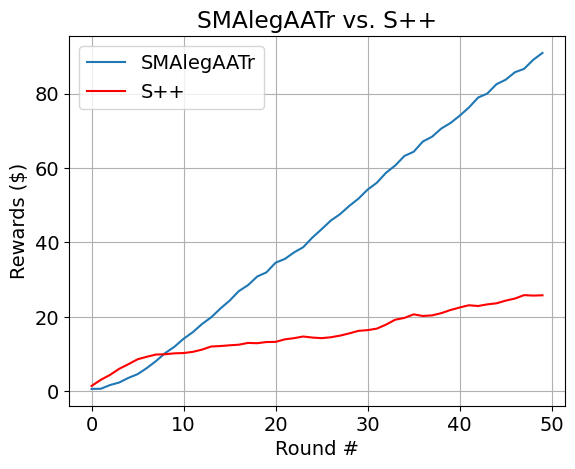 SMAlegAATr vs. S++
SMAlegAATr
S++
Rewards ($)
80
60
40
20
0
0 10 20 30 40 50
Round #